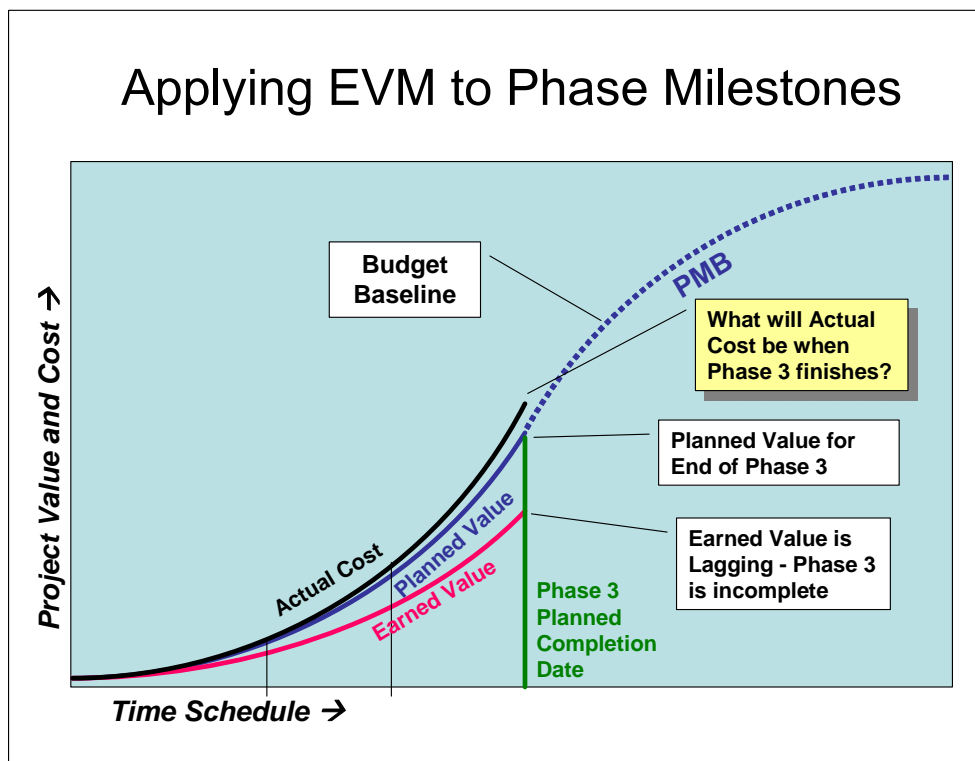 Applying EVM to Phase Milestones
Project Value and Cost →
Budget
Baseline
PMB
What will Actual
Cost be when
Phase 3 finishes?
Planned Value for
End of Phase 3
Actual Cost
Planned Value
Earned Value
Earned Value is
Lagging - Phase 3
is incomplete
Phase 3
Planned
Completion
Date
Time Schedule →